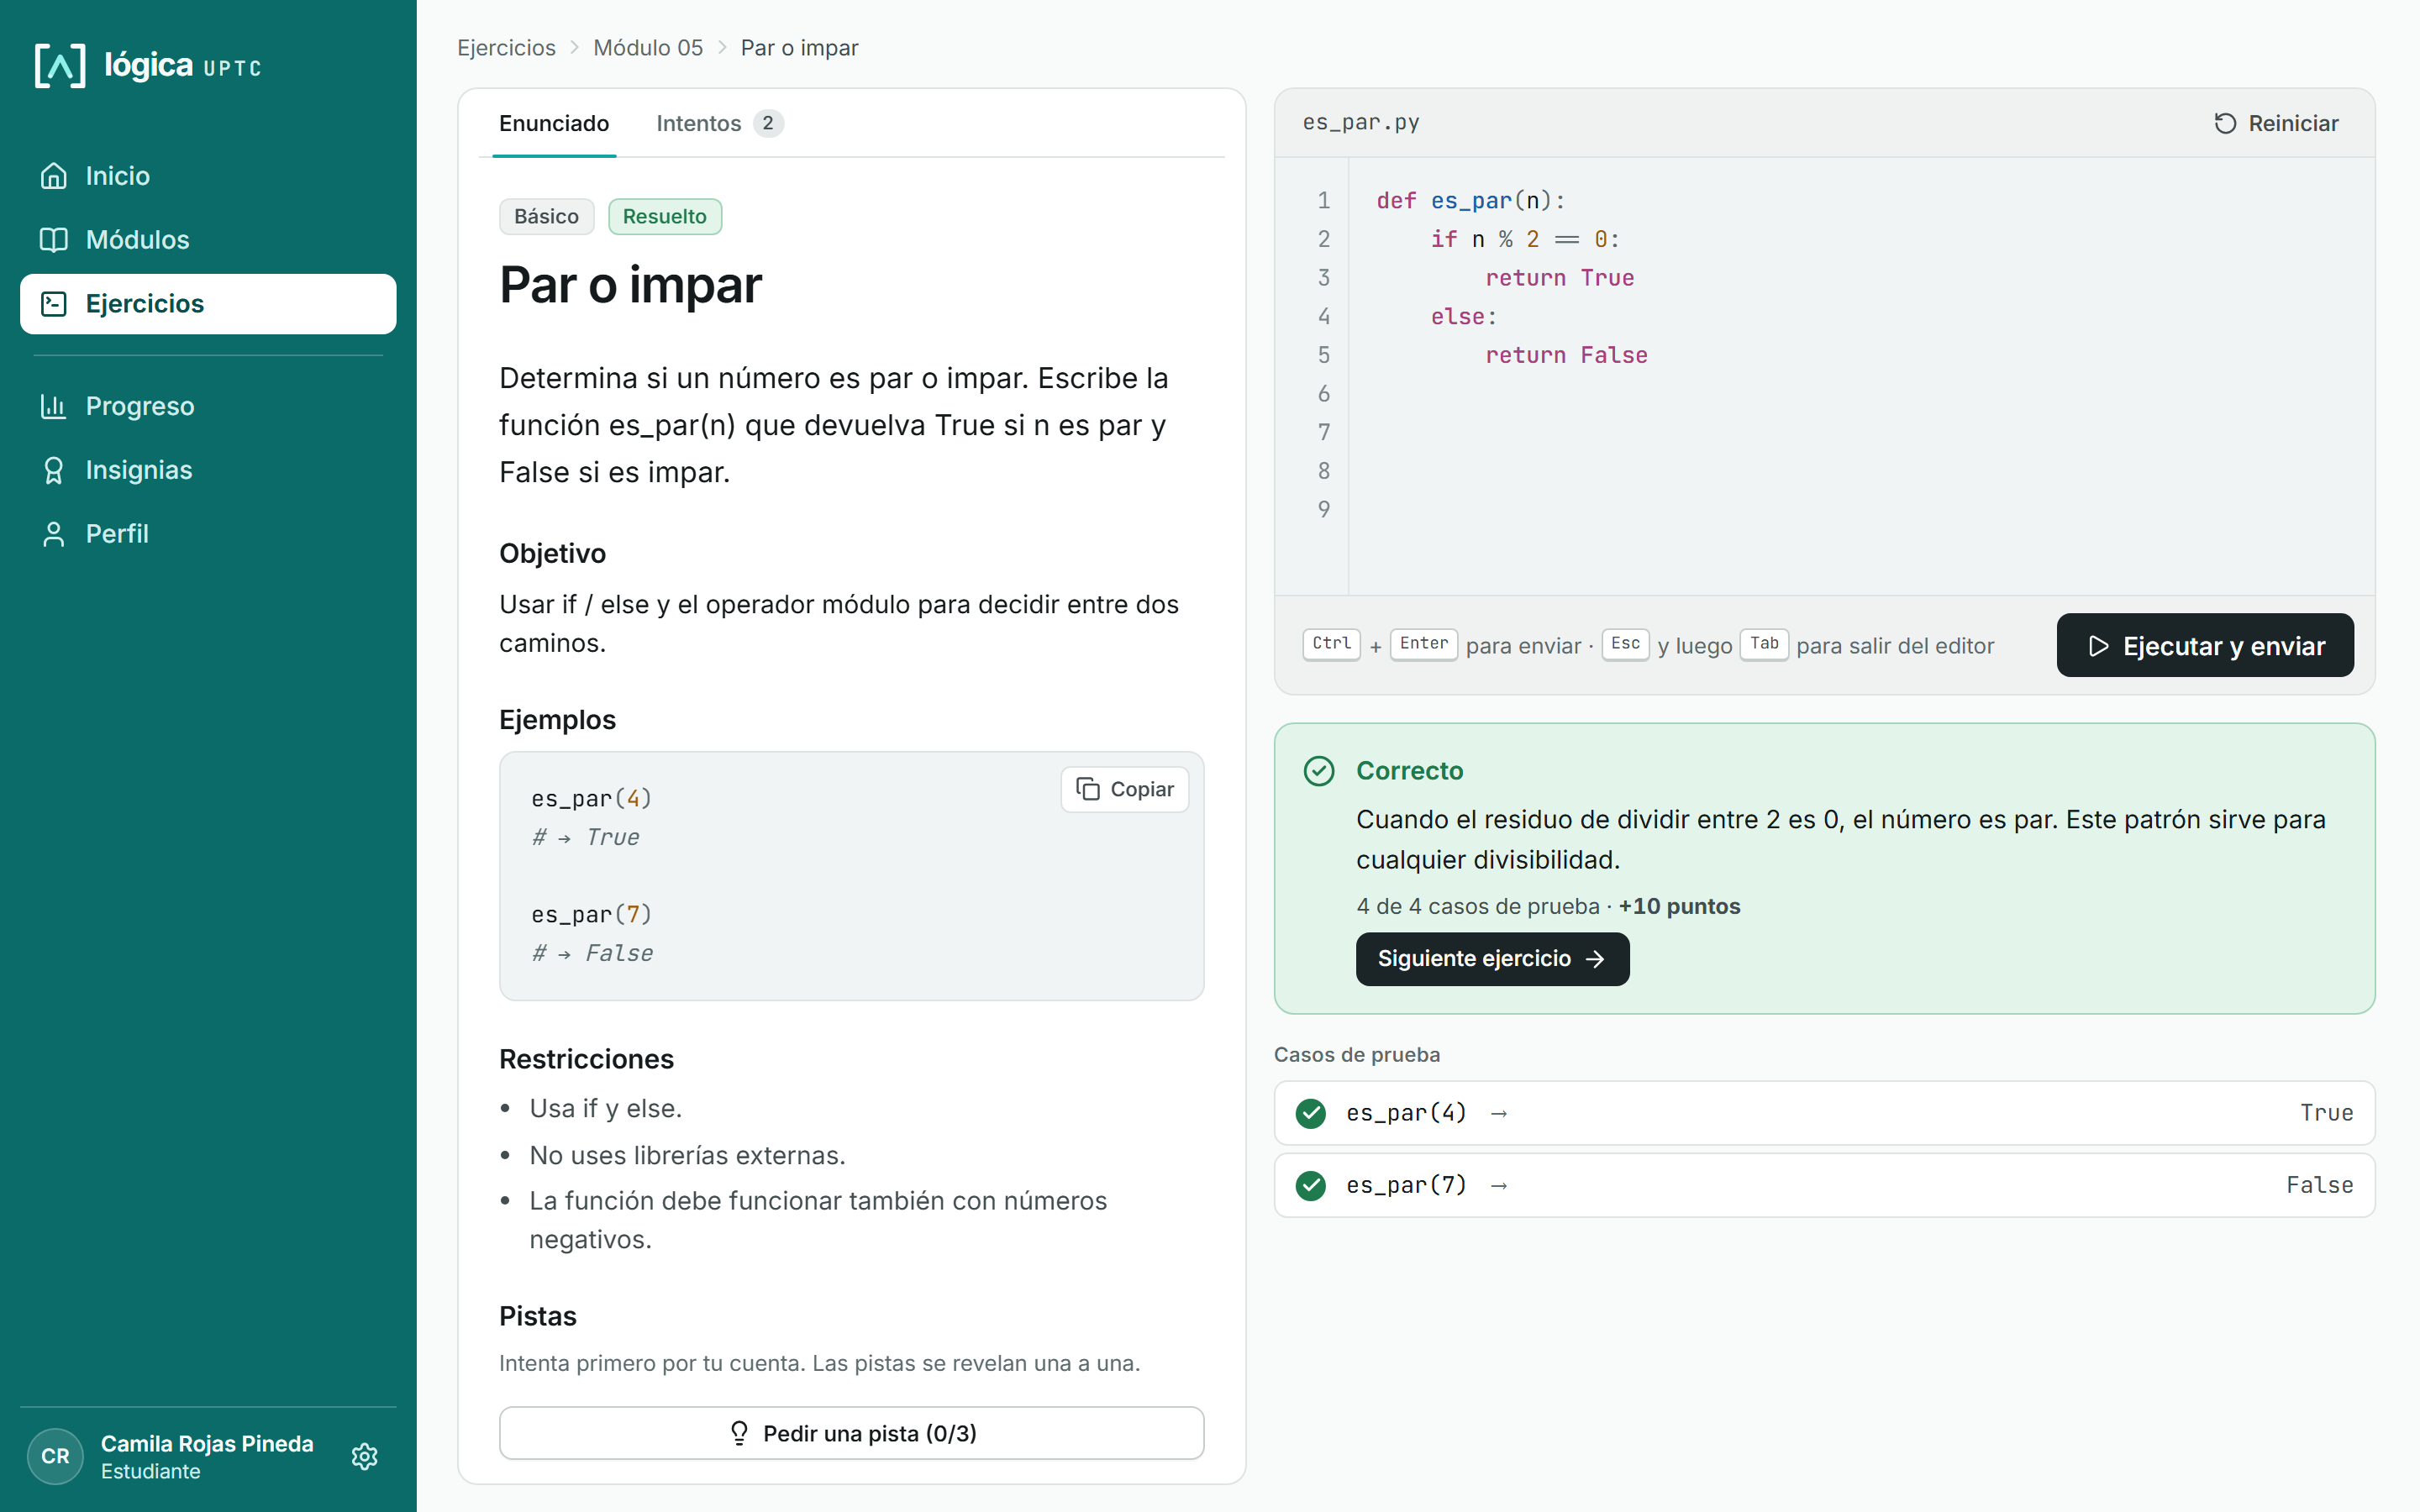 lógica UPTC
Inicio
Módulos
Ejercicios
Progreso
Insignias
Perfil
CR
Camila Rojas Pineda
Estudiante
Ejercicios > Módulo 05 > Par o impar
Enunciado
Intentos 2
Básico
Resuelto
Par o impar
Determina si un número es par o impar. Escribe la
función es_par(n) que devuelva True si n es par y
False si es impar.
Objetivo
Usar if / else y el operador módulo para decidir entre dos
caminos.
Ejemplos
Copiar
es_par(4)
# → True
es_par(7)
# → False
Restricciones
• Usa if y else.
• No uses librerías externas.
• La función debe funcionar también con números
negativos.
Pistas
Intenta primero por tu cuenta. Las pistas se revelan una a una.
Pedir una pista (0/3)
es_par.py
Reiniciar
1 def es_par(n):
2     if n % 2 == 0:
3         return True
4     else:
5         return False
6
7
8
9
Ctrl + Enter para enviar · Esc y luego Tab para salir del editor
Ejecutar y enviar
Correcto
Cuando el residuo de dividir entre 2 es 0, el número es par. Este patrón sirve para
cualquier divisibilidad.
4 de 4 casos de prueba · +10 puntos
Siguiente ejercicio →
Casos de prueba
es_par(4) → True
es_par(7) → False